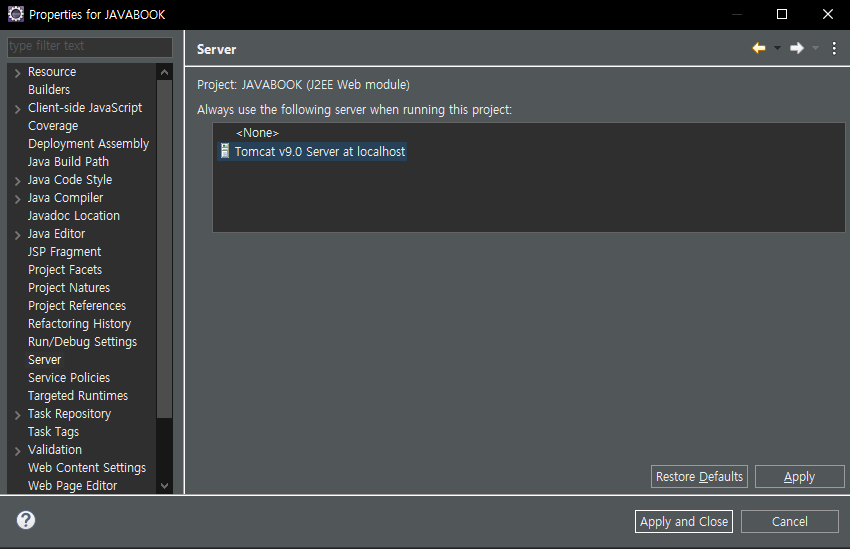 Properties for JAVABOOK
type filter text
Resource
Builders
Client-side JavaScript
Coverage
Deployment Assembly
Java Build Path
Java Code Style
Java Compiler
Javadoc Location
Java Editor
JSP Fragment
Project Facets
Project Natures
Project References
Refactoring History
Run/Debug Settings
Server
Service Policies
Targeted Runtimes
Task Repository
Task Tags
Validation
Web Content Settings
Web Page Editor
Server
Project: JAVABOOK (J2EE Web module)
Always use the following server when running this project:
<None>
Tomcat v9.0 Server at localhost
Restore Defaults
Apply
?
Apply and Close
Cancel